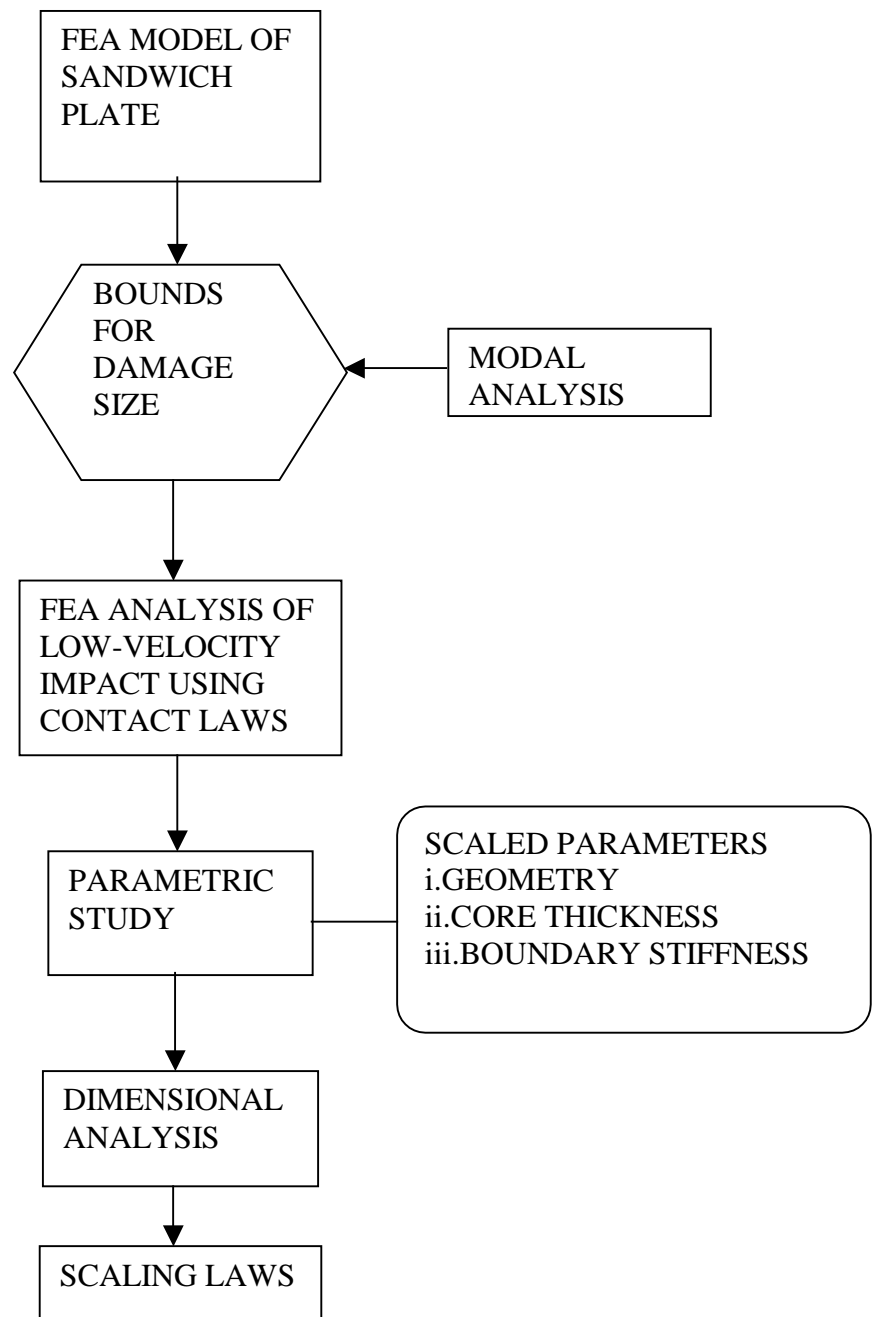 FEA MODEL OF
SANDWICH
PLATE
BOUNDS
FOR
DAMAGE
SIZE
MODAL
ANALYSIS
FEA ANALYSIS OF
LOW-VELOCITY
IMPACT USING
CONTACT LAWS
PARAMETRIC
STUDY
SCALED PARAMETERS
i.GEOMETRY
ii.CORE THICKNESS
iii.BOUNDARY STIFFNESS
DIMENSIONAL
ANALYSIS
SCALING LAWS